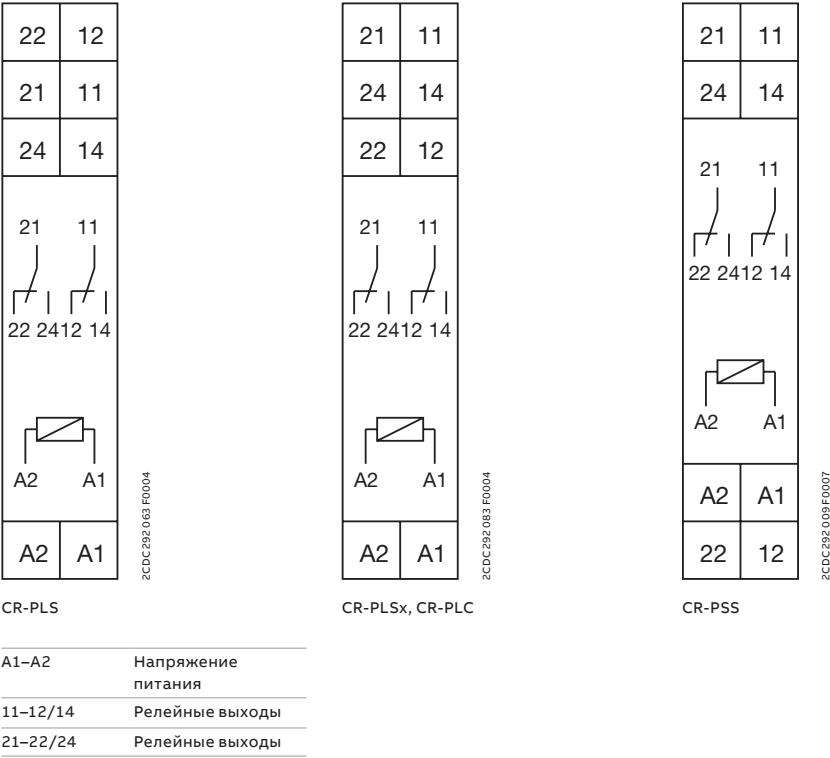 22 12
21 11
24 14
21 11
22 24 12 14
A2 A1
A2 A1
2CDC 292 063 F0004
CR-PLS
21 11
24 14
22 12
21 11
22 24 12 14
A2 A1
A2 A1
2CDC 292 083 F0004
CR-PLSx, CR-PLC
21 11
24 14
21 11
22 24 12 14
A2 A1
A2 A1
22 12
2CDC 292 009 F0007
CR-PSS
A1–A2 Напряжение
питания
11–12/14 Релейные выходы
21–22/24 Релейные выходы